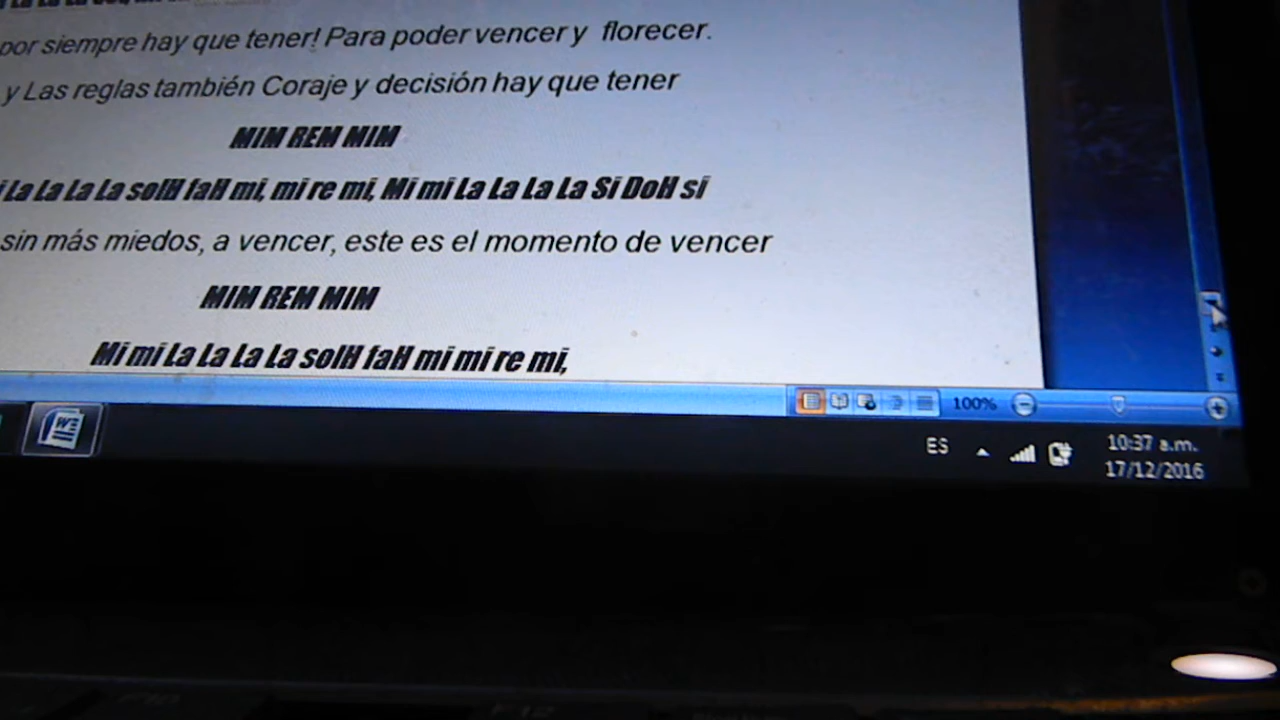 por siempre hay que tener! Para poder vencer y florecer.
y Las reglas también Coraje y decisión hay que tener
MIM REM MIM
La La La La solH faH mi, mi re mi, Mi mi La La La La Si DoH si
sin más miedos, a vencer, este es el momento de vencer
MIM REM MIM
Mi mi La La La La solH faH mi mi re mi,
100%
ES
10:37 a.m.
17/12/2016